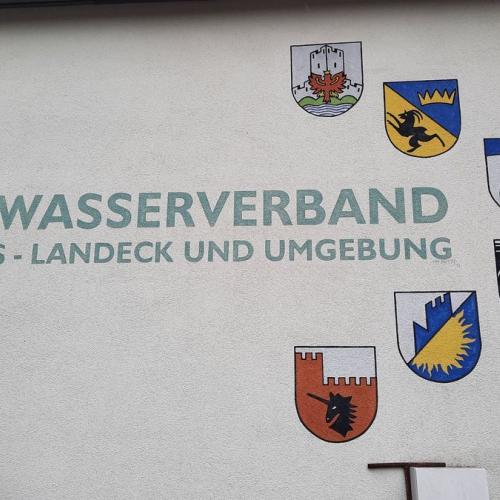 WASSERVERBAND
S - LANDECK UND UMGEBUNG